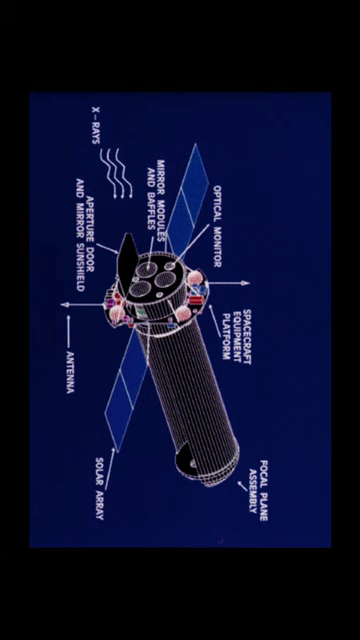 FOCAL PLANE
ASSEMBLY
SPACECRAFT
EQUIPMENT
PLATFORM
OPTICAL MONITOR
MIRROR MODULES
AND BAFFLES
X-RAYS
APERTURE DOOR
AND MIRROR SUNSHIELD
SOLAR ARRAY
ANTENNA